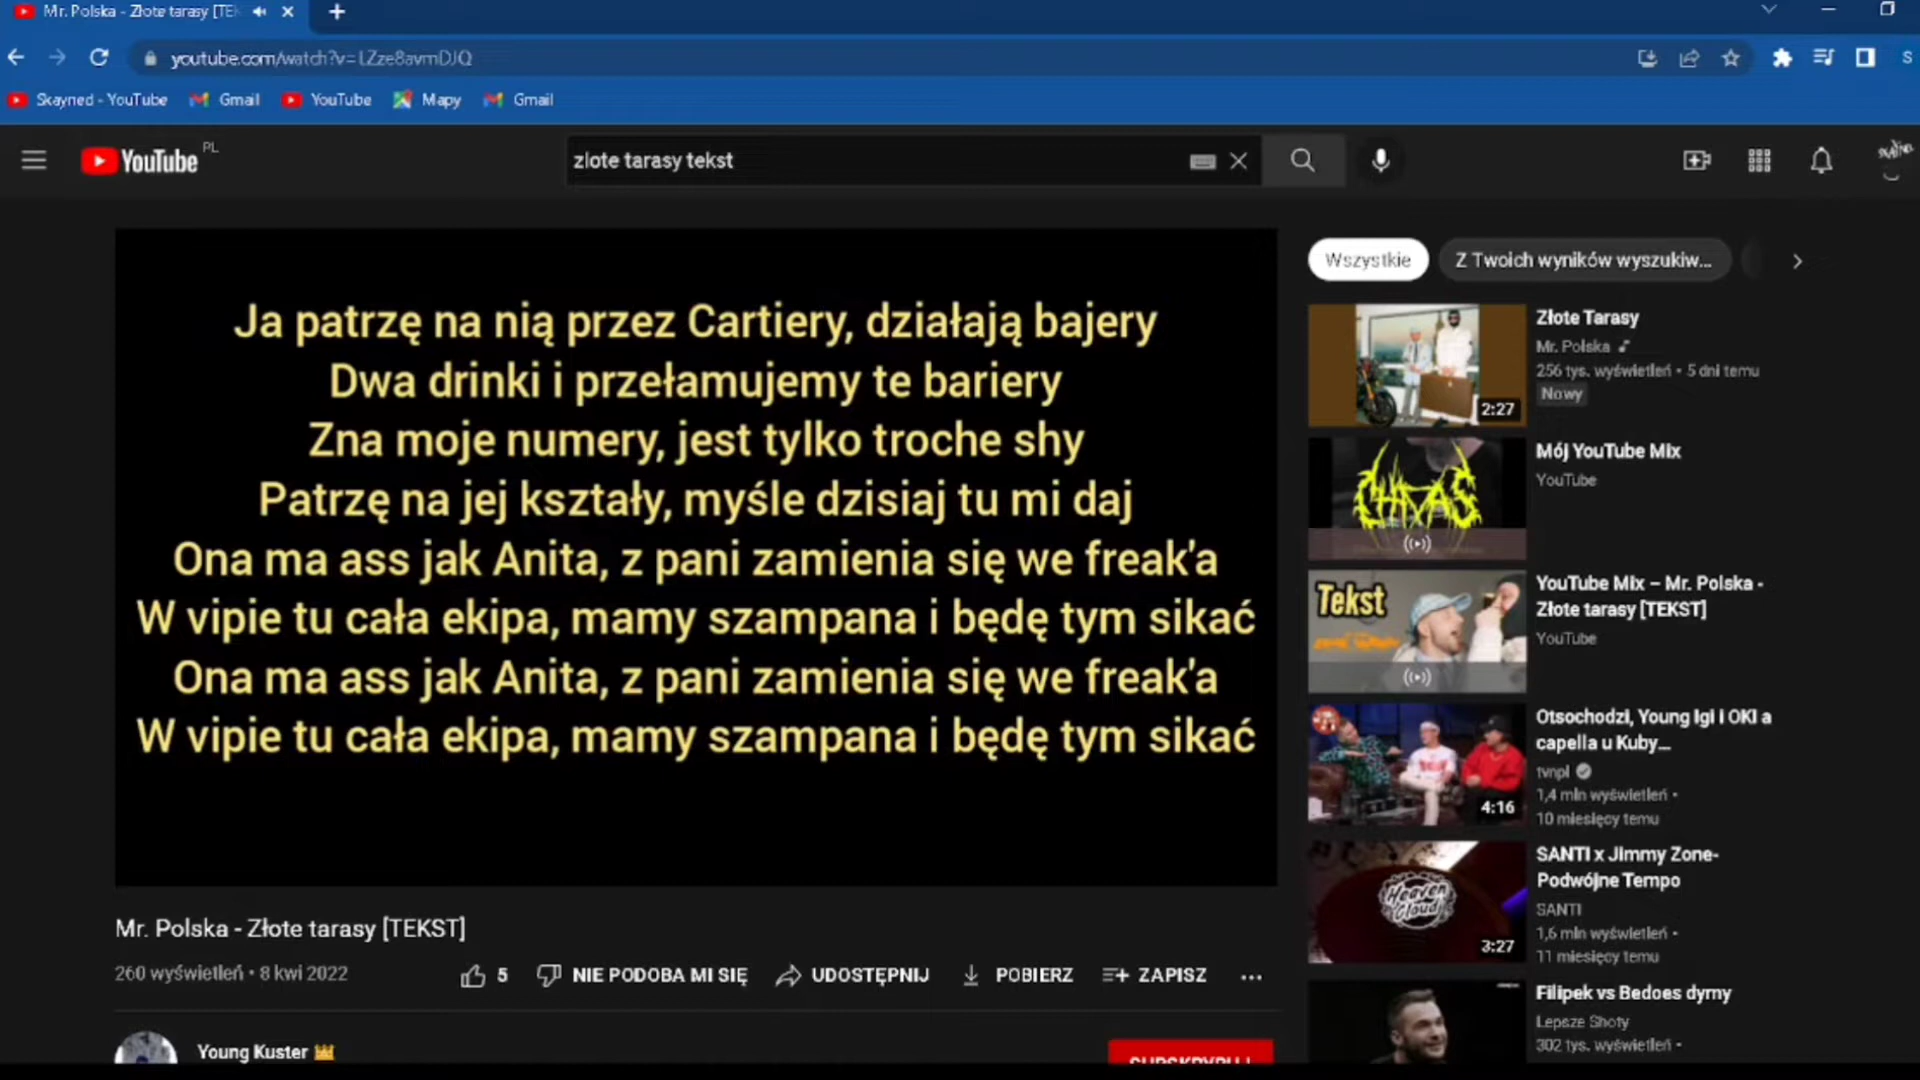 Mr. Polska - Złote tarasy [TEK
youtube.com/watch?v=LZze8avmDJQ
S
Skayned - YouTube
Gmail
YouTube
Mapy
Gmail
YouTube PL
zlote tarasy tekst
Ja patrzę na nią przez Cartiery, działają bajery
Dwa drinki i przełamujemy te bariery
Zna moje numery, jest tylko troche shy
Patrzę na jej kształy, myśle dzisiaj tu mi daj
Ona ma ass jak Anita, z pani zamienia się we freak'a
W vipie tu cała ekipa, mamy szampana i będę tym sikać
Ona ma ass jak Anita, z pani zamienia się we freak'a
W vipie tu cała ekipa, mamy szampana i będę tym sikać
Mr. Polska - Złote tarasy [TEKST]
260 wyświetleń • 8 kwi 2022
5
NIE PODOBA MI SIĘ
UDOSTĘPNIJ
POBIERZ
ZAPISZ
Young Kuster
SUBSKRYBUJ
Wszystkie
Z Twoich wyników wyszukiw...
2:27
Złote Tarasy
Mr. Polska
256 tys. wyświetleń • 5 dni temu
Nowy
CHAOS
Mój YouTube Mix
YouTube
Tekst
YouTube Mix – Mr. Polska -
Złote tarasy [TEKST]
YouTube
4:16
Otsochodzi, Young Igi i OKI a
capella u Kuby...
tvnpl
1,4 mln wyświetleń •
10 miesięcy temu
Heaven Cloud
3:27
SANTI x Jimmy Zone-
Podwójne Tempo
SANTI
1,6 mln wyświetleń •
11 miesięcy temu
Filipek vs Bedoes dymy
Lepsze Shoty
302 tys. wyświetleń •